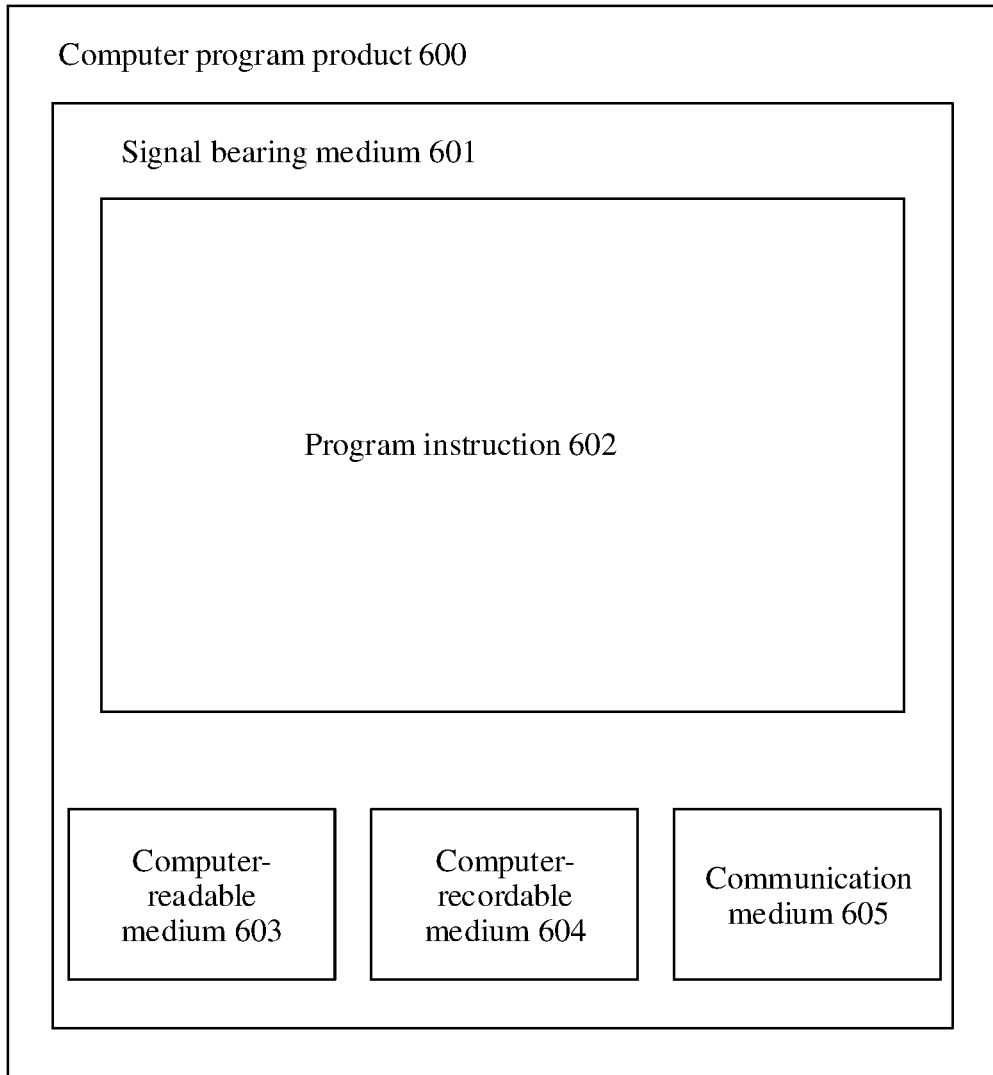 Computer program product 600
Signal bearing medium 601
Program instruction 602
Computer-
readable
medium 603
Computer-
recordable
medium 604
Communication
medium 605